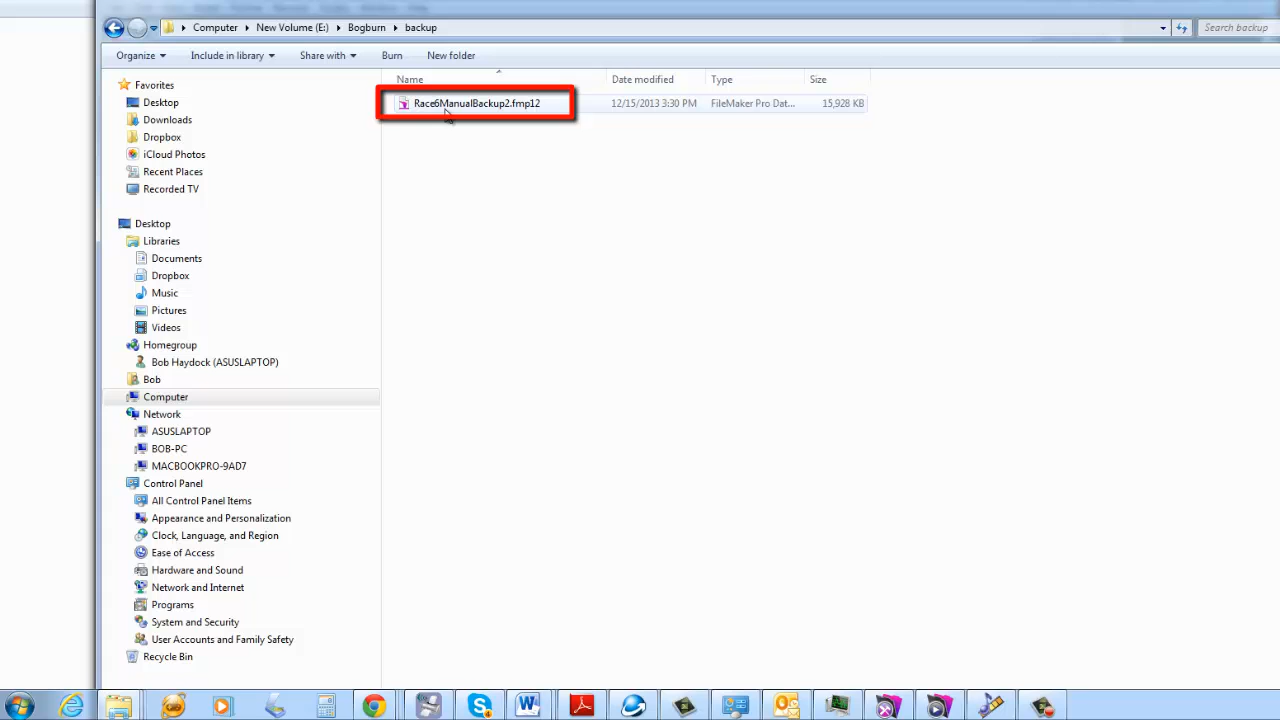 Computer ▸ New Volume (E:) ▸ Bogburn ▸ backup
Search backup
Organize Include in library Share with Burn New folder
Name Date modified Type Size
Race6ManualBackup2.fmp12 12/15/2013 3:30 PM FileMaker Pro Dat... 15,928 KB
Favorites
Desktop
Downloads
Dropbox
iCloud Photos
Recent Places
Recorded TV
Desktop
Libraries
Documents
Dropbox
Music
Pictures
Videos
Homegroup
Bob Haydock (ASUSLAPTOP)
Bob
Computer
Network
ASUSLAPTOP
BOB-PC
MACBOOKPRO-9AD7
Control Panel
All Control Panel Items
Appearance and Personalization
Clock, Language, and Region
Ease of Access
Hardware and Sound
Network and Internet
Programs
System and Security
User Accounts and Family Safety
Recycle Bin